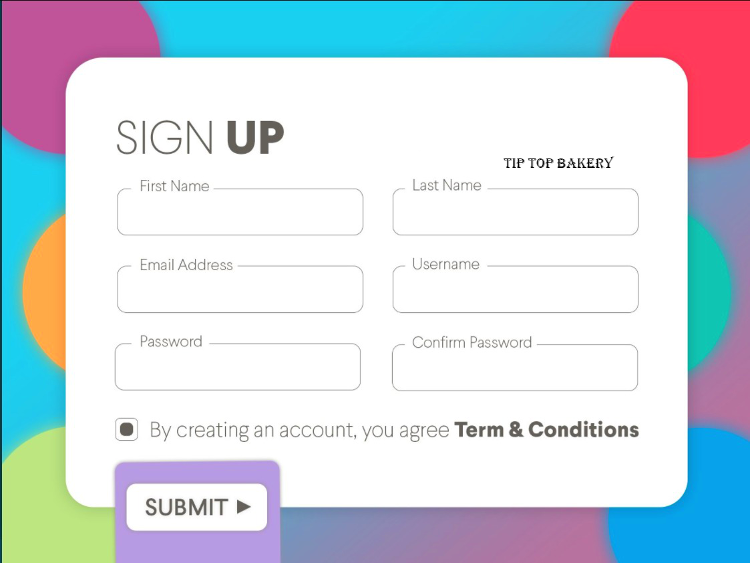 SIGN UP
TIP TOP BAKERY
First Name
Last Name
Email Address
Username
Password
Confirm Password
By creating an account, you agree Term & Conditions
SUBMIT